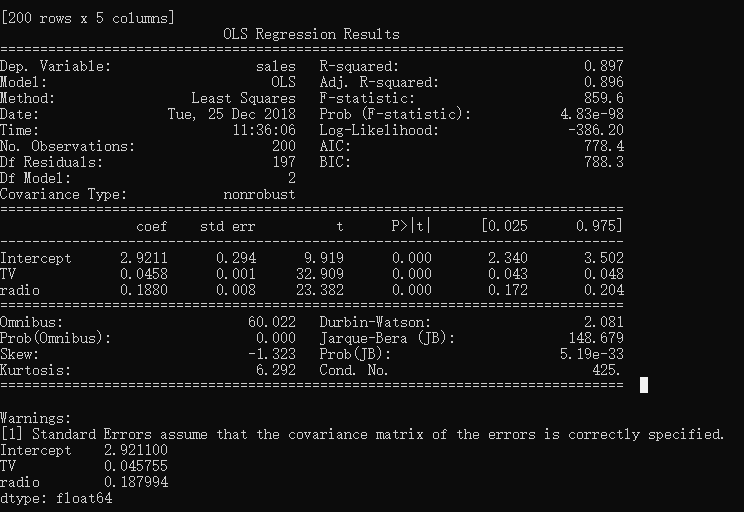 [200 rows x 5 columns]
OLS Regression Results
==============================================================================
Dep. Variable:                  sales   R-squared:                       0.897
Model:                            OLS   Adj. R-squared:                  0.896
Method:                 Least Squares   F-statistic:                     859.6
Date:                Tue, 25 Dec 2018   Prob (F-statistic):           4.83e-98
Time:                        11:36:06   Log-Likelihood:                -386.20
No. Observations:                 200   AIC:                             778.4
Df Residuals:                     197   BIC:                             788.3
Df Model:                           2
Covariance Type:            nonrobust
==============================================================================
coef    std err          t      P>|t|      [0.025      0.975]
------------------------------------------------------------------------------
Intercept      2.9211      0.294      9.919      0.000       2.340       3.502
TV             0.0458      0.001     32.909      0.000       0.043       0.048
radio          0.1880      0.008     23.382      0.000       0.172       0.204
==============================================================================
Omnibus:                       60.022   Durbin-Watson:                   2.081
Prob(Omnibus):                  0.000   Jarque-Bera (JB):              148.679
Skew:                          -1.323   Prob(JB):                     5.19e-33
Kurtosis:                       6.292   Cond. No.                         425.
==============================================================================
Warnings:
[1] Standard Errors assume that the covariance matrix of the errors is correctly specified.
Intercept    2.921100
TV           0.045755
radio        0.187994
dtype: float64